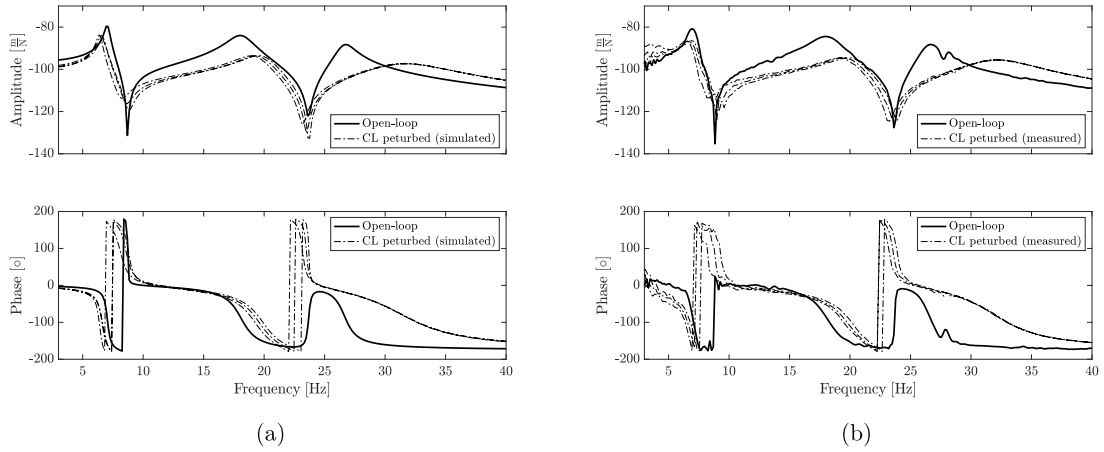 -80
-100
-120
-140
Amplitude [m/N]
Open-loop
CL peturbed (simulated)
200
100
0
-100
-200
Phase [○]
Open-loop
CL peturbed (simulated)
5 10 15 20 25 30 35 40
Frequency [Hz]
(a)
-80
-100
-120
-140
Amplitude [m/N]
Open-loop
CL peturbed (measured)
200
100
0
-100
-200
Phase [○]
Open-loop
CL peturbed (measured)
5 10 15 20 25 30 35 40
Frequency [Hz]
(b)